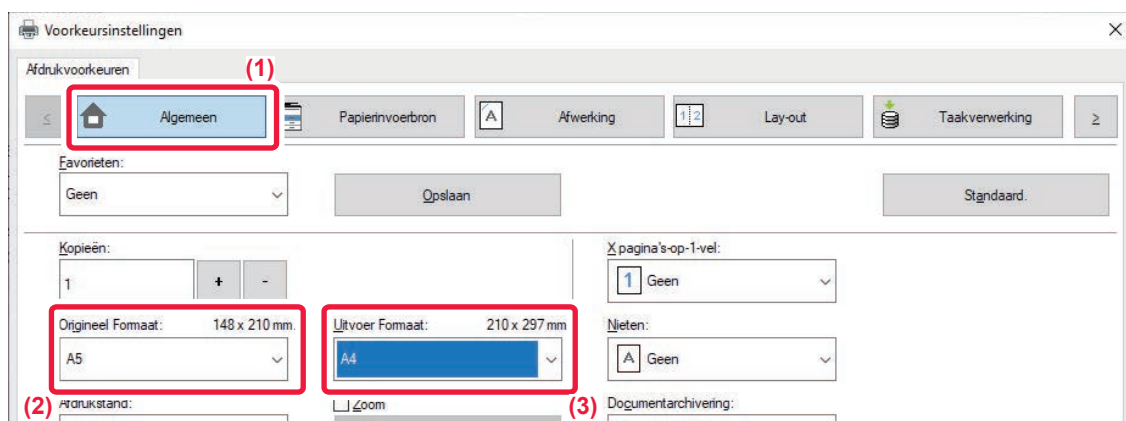 Voorkeursinstellingen
Afdrukvoorkeuren
(1)
< Algemeen Papierinvoerbron Afwerking Lay-out Taakverwerking >
Favorieten:
Geen Opslaan Standaard.
Kopieën: X pagina's-op-1-vel:
1 + - 1 Geen
Origineel Formaat: 148 x 210 mm. Uitvoer Formaat: 210 x 297 mm Nieten:
A5 A4 A Geen
(2) Afdrukstand: Zoom (3) Documentarchivering: